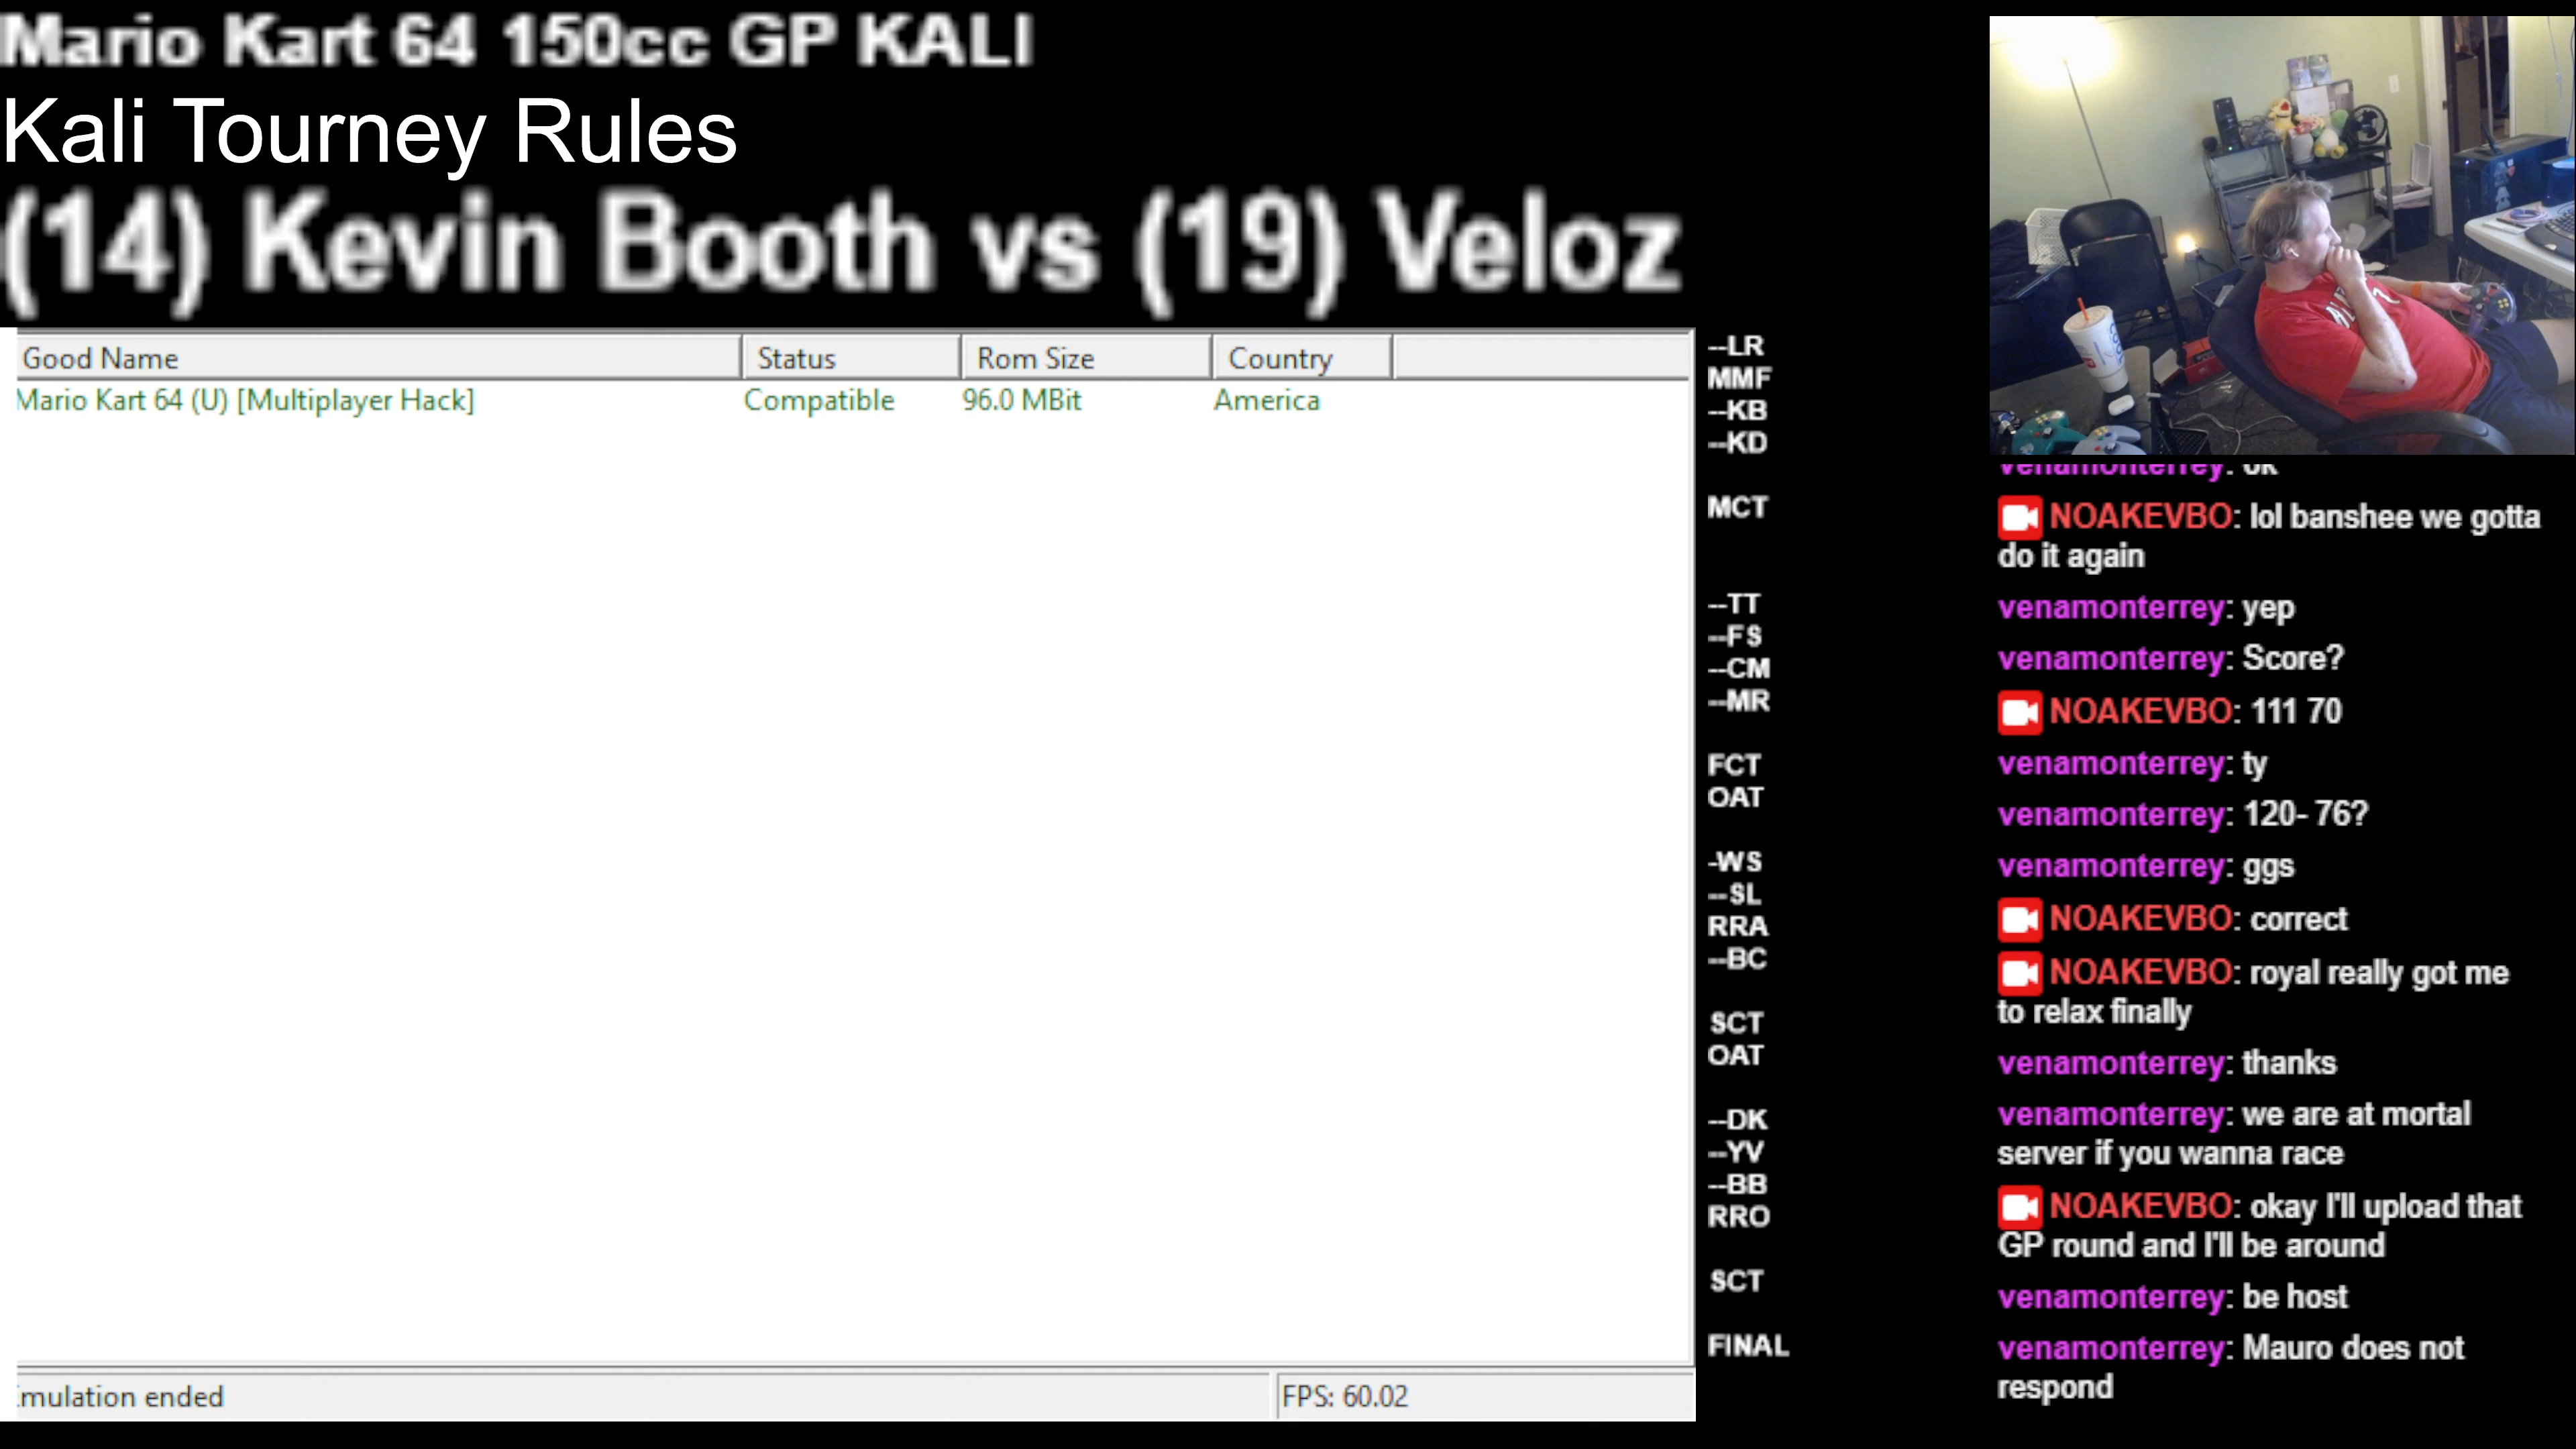 Mario Kart 64 150cc GP KALI
Kali Tourney Rules
(14) Kevin Booth vs (19) Veloz
Good Name Status Rom Size Country
Mario Kart 64 (U) [Multiplayer Hack] Compatible 96.0 MBit America
mulation ended FPS: 60.02
--LR
MMF
--KB
--KD
MCT
--TT
--FS
--CM
--MR
FCT
OAT
-WS
--SL
RRA
--BC
SCT
OAT
--DK
--YV
--BB
RRO
SCT
FINAL
venamonterrey: ok
NOAKEVBO: lol banshee we gotta
do it again
venamonterrey: yep
venamonterrey: Score?
NOAKEVBO: 111 70
venamonterrey: ty
venamonterrey: 120- 76?
venamonterrey: ggs
NOAKEVBO: correct
NOAKEVBO: royal really got me
to relax finally
venamonterrey: thanks
venamonterrey: we are at mortal
server if you wanna race
NOAKEVBO: okay I'll upload that
GP round and I'll be around
venamonterrey: be host
venamonterrey: Mauro does not
respond